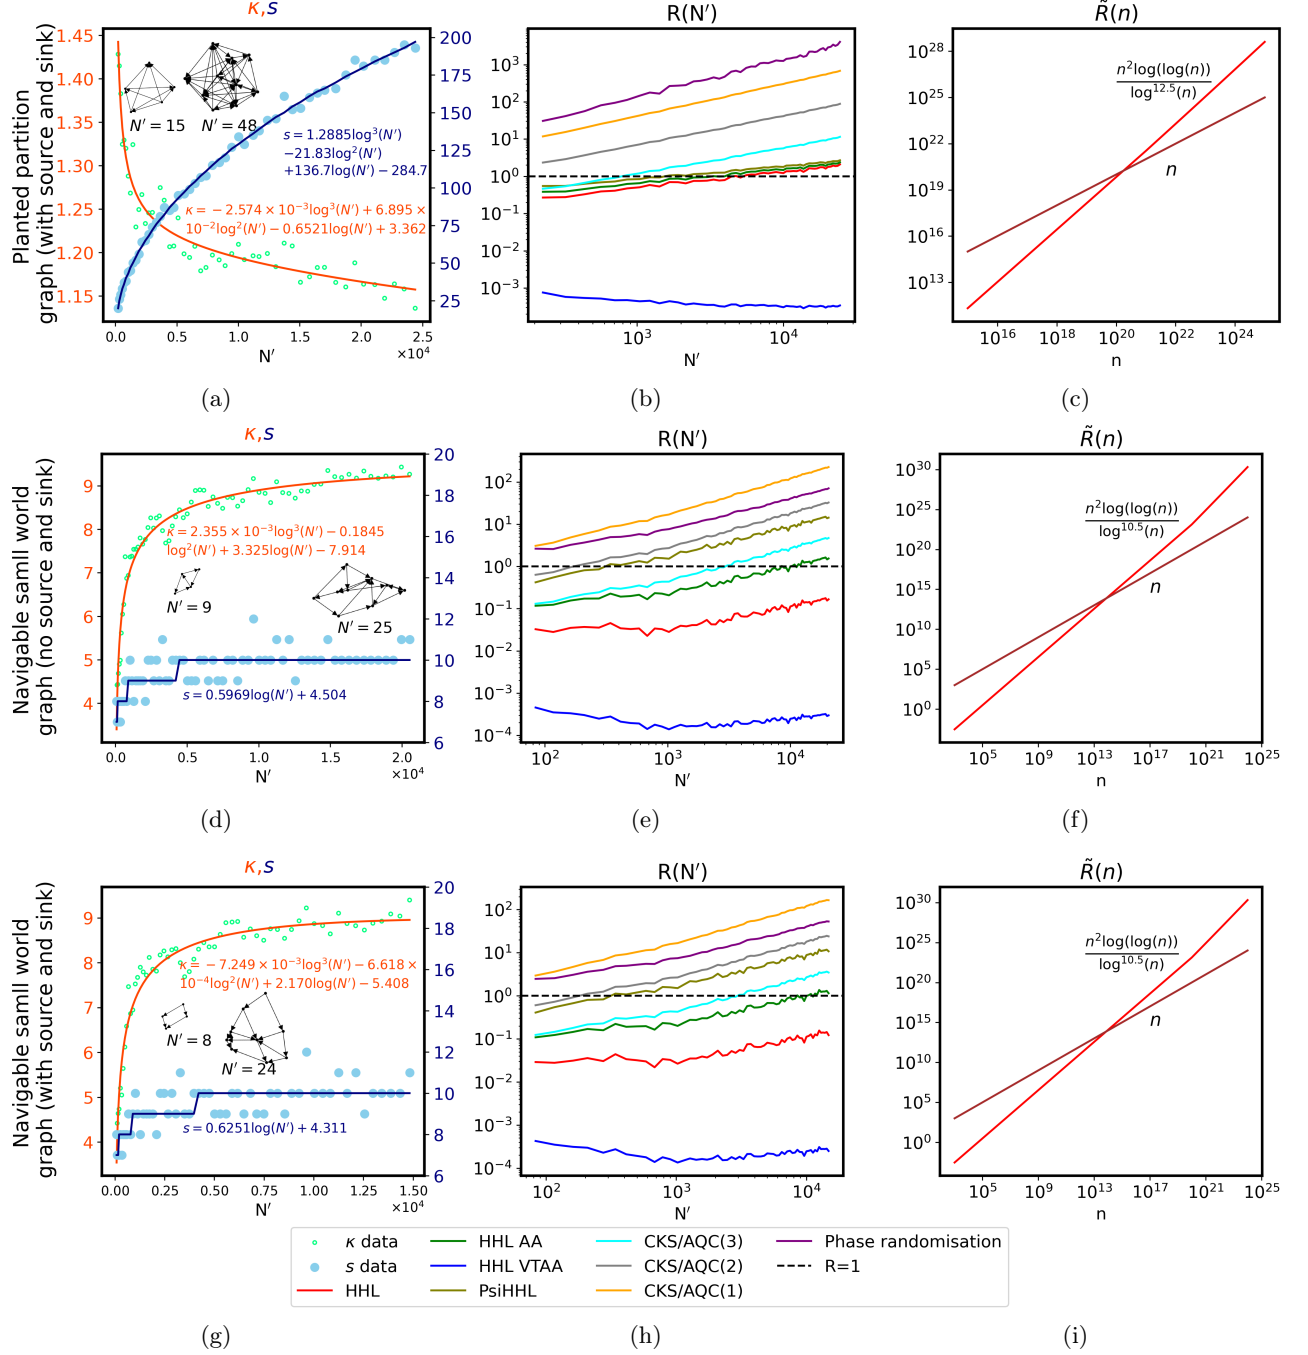 κ,s
R(N′)
R̃(n)
Planted partition
graph (with source and sink)
1.45
1.40
1.35
1.30
1.25
1.20
1.15
200
175
150
125
100
75
50
25
N′ = 15
N′ = 48
s = 1.2885log³(N′)
−21.83log²(N′)
+136.7log(N′) − 284.7
κ = − 2.574 × 10⁻³log³(N′) + 6.895 ×
10⁻²log²(N′) − 0.6521log(N′) + 3.362
0.0
0.5
1.0
1.5
2.0
2.5
×10⁴
N′
10³
10²
10¹
10⁰
10⁻¹
10⁻²
10⁻³
10³
10⁴
N′
10²⁸
10²⁵
10²²
10¹⁹
10¹⁶
10¹³
n²log(log(n))
log¹²·⁵(n)
n
10¹⁶
10¹⁸
10²⁰
10²²
10²⁴
n
(a)
(b)
(c)
κ,s
R(N′)
R̃(n)
Navigable samll world
graph (no source and sink)
9
8
7
6
5
4
20
18
16
14
12
10
8
6
κ = 2.355 × 10⁻³log³(N′) − 0.1845
log²(N′) + 3.325log(N′) − 7.914
N′ = 9
N′ = 25
s = 0.5969log(N′) + 4.504
0.0
0.5
1.0
1.5
2.0
×10⁴
N′
10²
10¹
10⁰
10⁻¹
10⁻²
10⁻³
10⁻⁴
10²
10³
10⁴
N′
10³⁰
10²⁵
10²⁰
10¹⁵
10¹⁰
10⁵
10⁰
n²log(log(n))
log¹⁰·⁵(n)
n
10⁵
10⁹
10¹³
10¹⁷
10²¹
10²⁵
n
(d)
(e)
(f)
κ,s
R(N′)
R̃(n)
Navigable samll world
graph (with source and sink)
9
8
7
6
5
4
20
18
16
14
12
10
8
6
κ = − 7.249 × 10⁻³log³(N′) − 6.618 ×
10⁻⁴log²(N′) + 2.170log(N′) − 5.408
N′ = 8
N′ = 24
s = 0.6251log(N′) + 4.311
0.00
0.25
0.50
0.75
1.00
1.25
1.50
×10⁴
N′
10²
10¹
10⁰
10⁻¹
10⁻²
10⁻³
10⁻⁴
10²
10³
10⁴
N′
10³⁰
10²⁵
10²⁰
10¹⁵
10¹⁰
10⁵
10⁰
n²log(log(n))
log¹⁰·⁵(n)
n
10⁵
10⁹
10¹³
10¹⁷
10²¹
10²⁵
n
κ data
s data
HHL
HHL AA
HHL VTAA
PsiHHL
CKS/AQC(3)
CKS/AQC(2)
CKS/AQC(1)
Phase randomisation
R=1
(g)
(h)
(i)